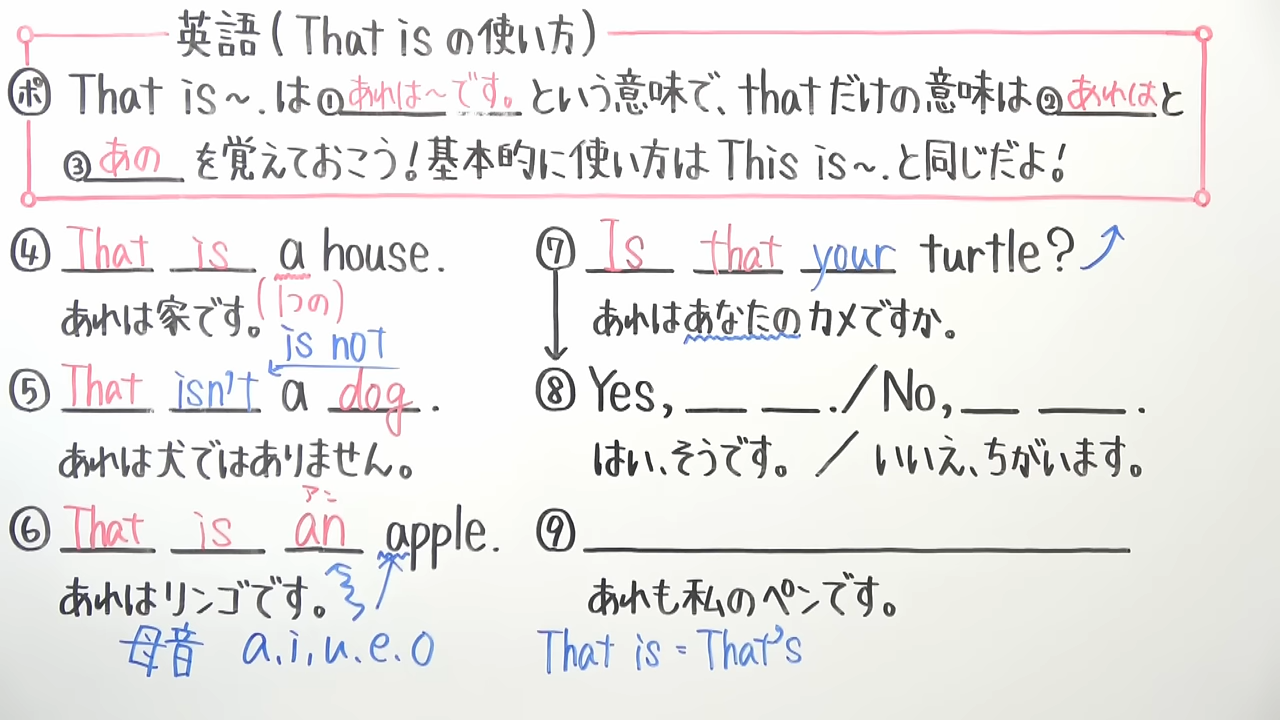 英語(That isの使い方)
ポ That is~.は①あれは~です。という意味で、thatだけの意味は②あれはと
③あの を覚えておこう!基本的に使い方はThis is~.と同じだよ!
④ That is a house.
(1つの)
あれは家です。
is not
⑤ That isn't a dog.
あれは犬ではありません。
アン
⑥ That is an apple.
あれはリンゴです。
母音 a.i.u.e.o
⑦ Is that your turtle?
あれはあなたのカメですか。
⑧ Yes, __ __./No, __ __.
はい、そうです。/いいえ、ちがいます。
⑨ ______
あれも私のペンです。
That is = That's